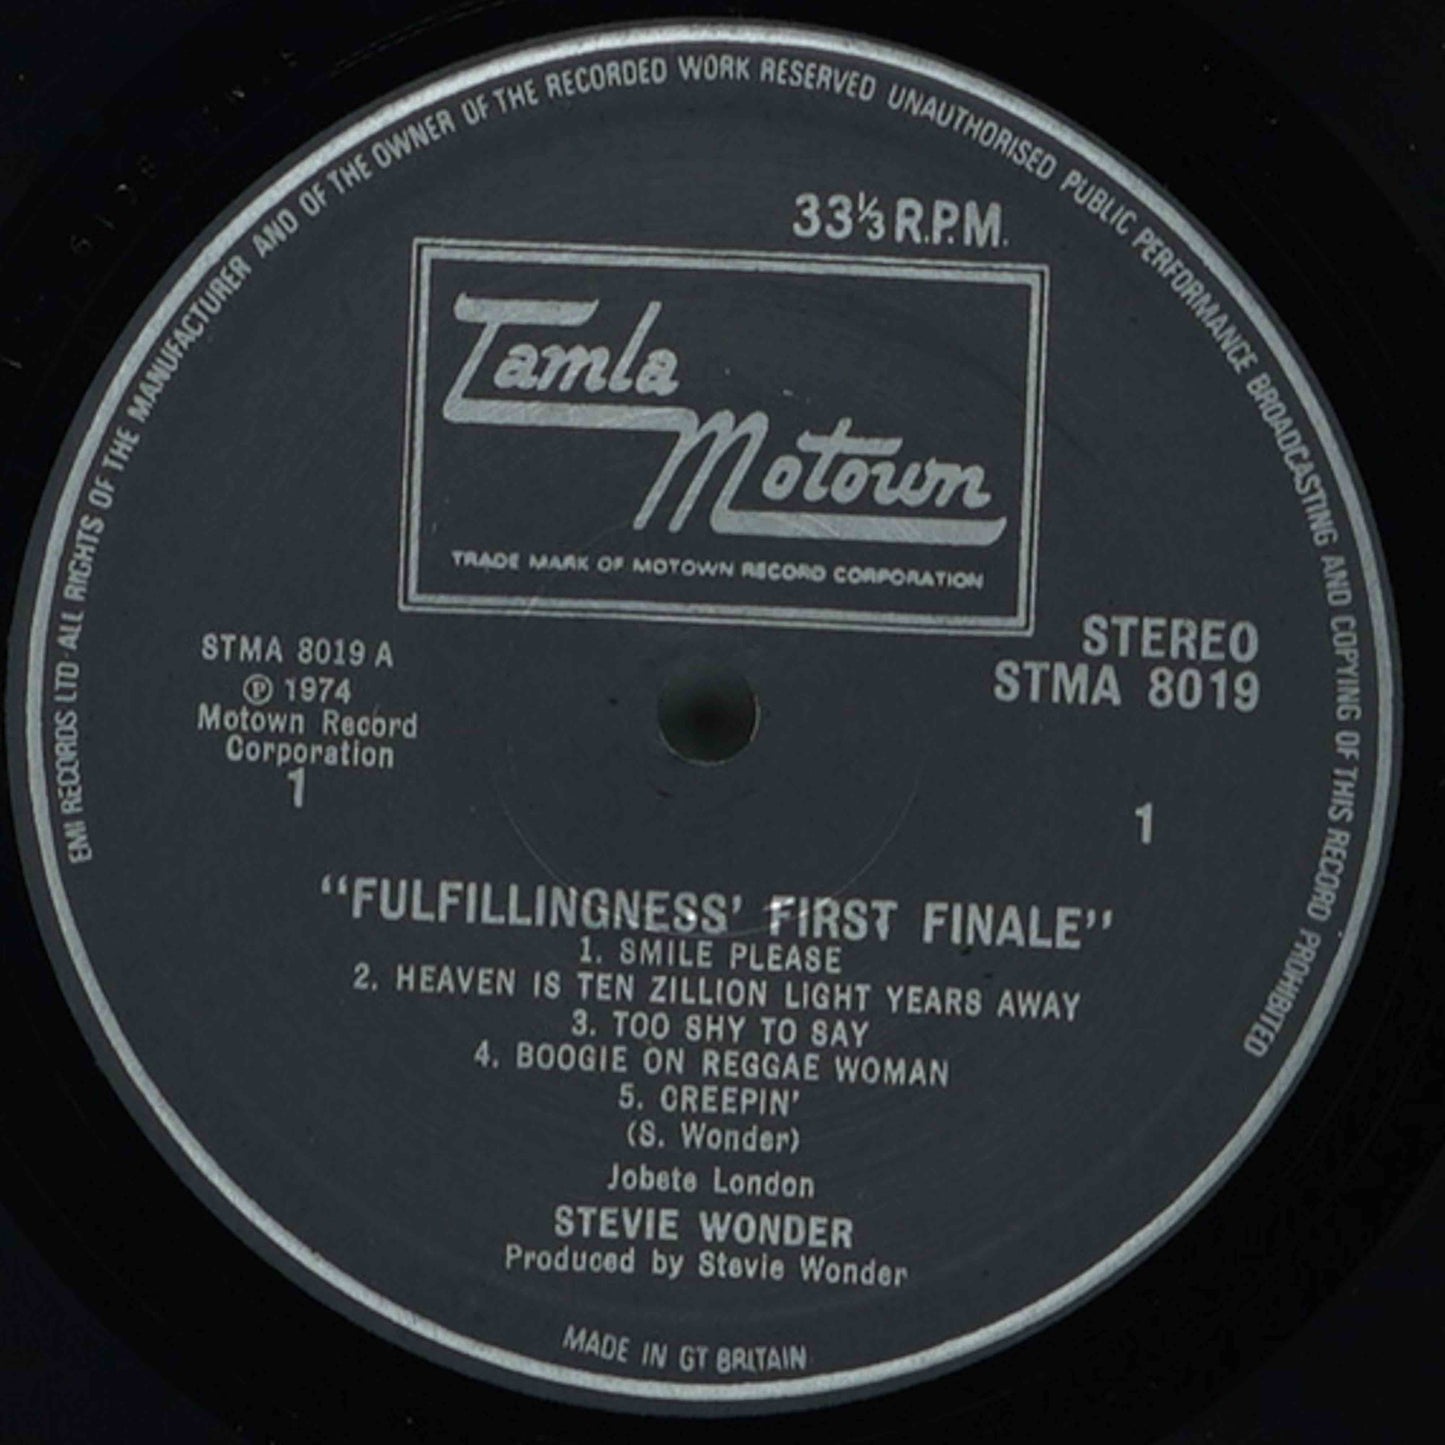 EMI RECORDS LTD ALL RIGHTS OF THE MANUFACTURER AND OF THE OWNER OF THE RECORDED WORK RESERVED UNAUTHORISED PUBLIC PERFORMANCE BROADCASTING AND COPYING OF THIS RECORD PROHIBITED
33⅓ R.P.M.
Tamla
Motown
TRADE MARK OF MOTOWN RECORD CORPORATION
STEREO
STMA 8019
1
STMA 8019 A
Ⓟ 1974
Motown Record
Corporation
1
"FULFILLINGNESS' FIRST FINALE"
1. SMILE PLEASE
2. HEAVEN IS TEN ZILLION LIGHT YEARS AWAY
3. TOO SHY TO SAY
4. BOOGIE ON REGGAE WOMAN
5. CREEPIN'
(S. Wonder)
Jobete London
STEVIE WONDER
Produced by Stevie Wonder
MADE IN GT BRITAIN